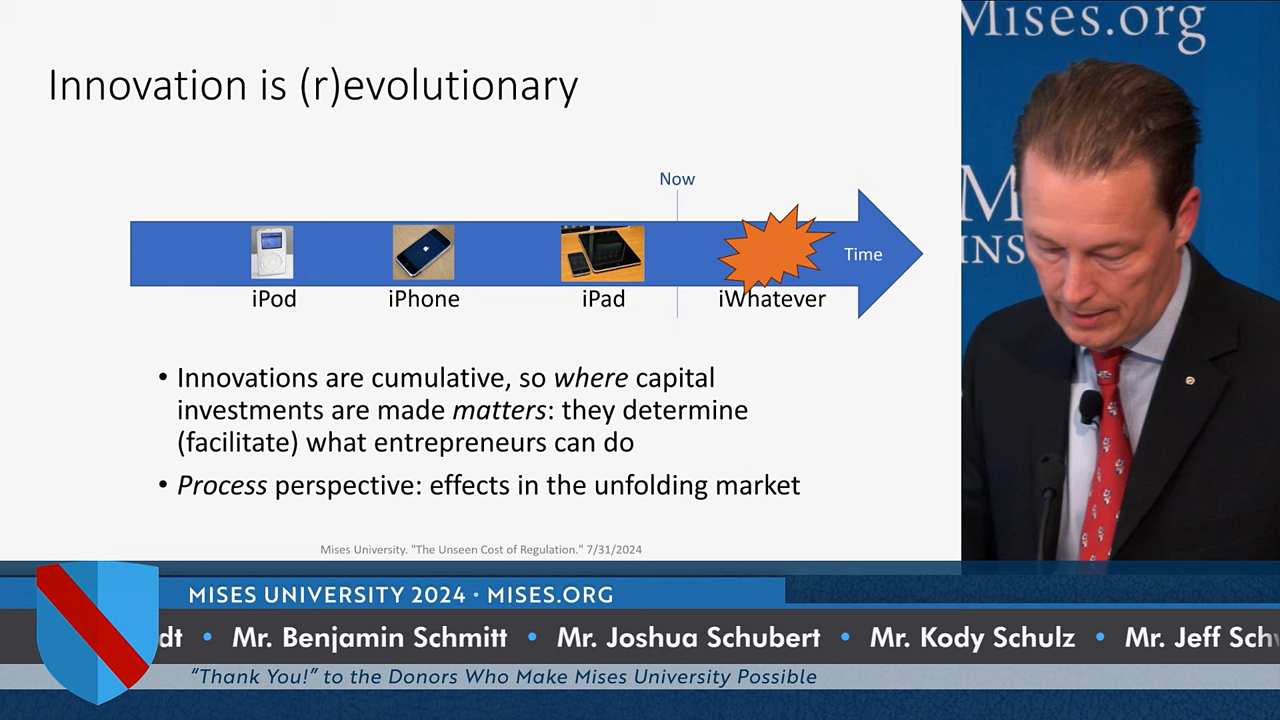 Innovation is (r)evolutionary
Now
Time
iPod
iPhone
iPad
iWhatever
• Innovations are cumulative, so where capital
investments are made matters: they determine
(facilitate) what entrepreneurs can do
• Process perspective: effects in the unfolding market
Mises University. "The Unseen Cost of Regulation." 7/31/2024
Mises.org
M
INS
MISES UNIVERSITY 2024 • MISES.ORG
dt • Mr. Benjamin Schmitt • Mr. Joshua Schubert • Mr. Kody Schulz • Mr. Jeff Sch
“Thank You!” to the Donors Who Make Mises University Possible